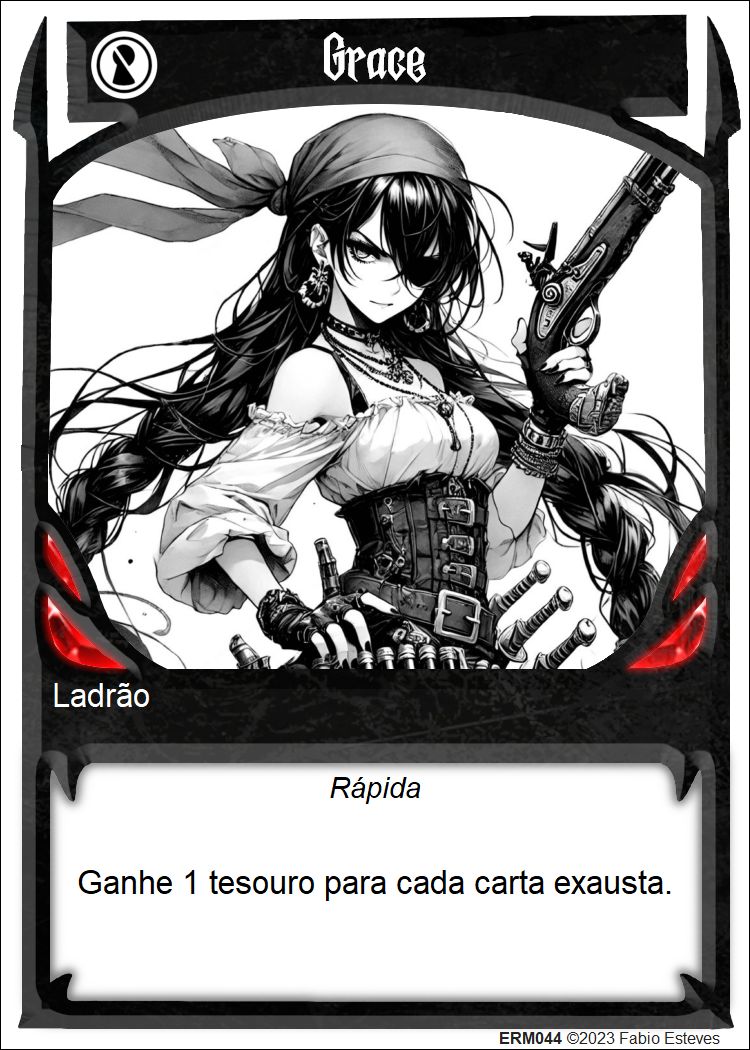 Grace
Ladrão
Rápida
Ganhe 1 tesouro para cada carta exausta.
ERM044 ©2023 Fabio Esteves